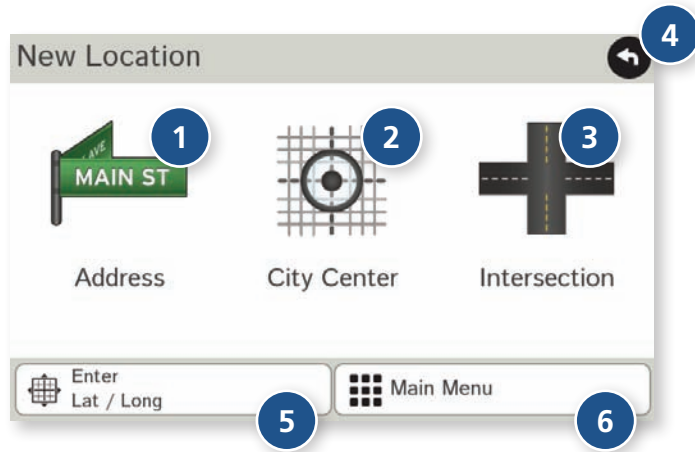 4
New Location
1
2
3
AVE
MAIN ST
Address
City Center
Intersection
Enter
Lat / Long
Main Menu
5
6